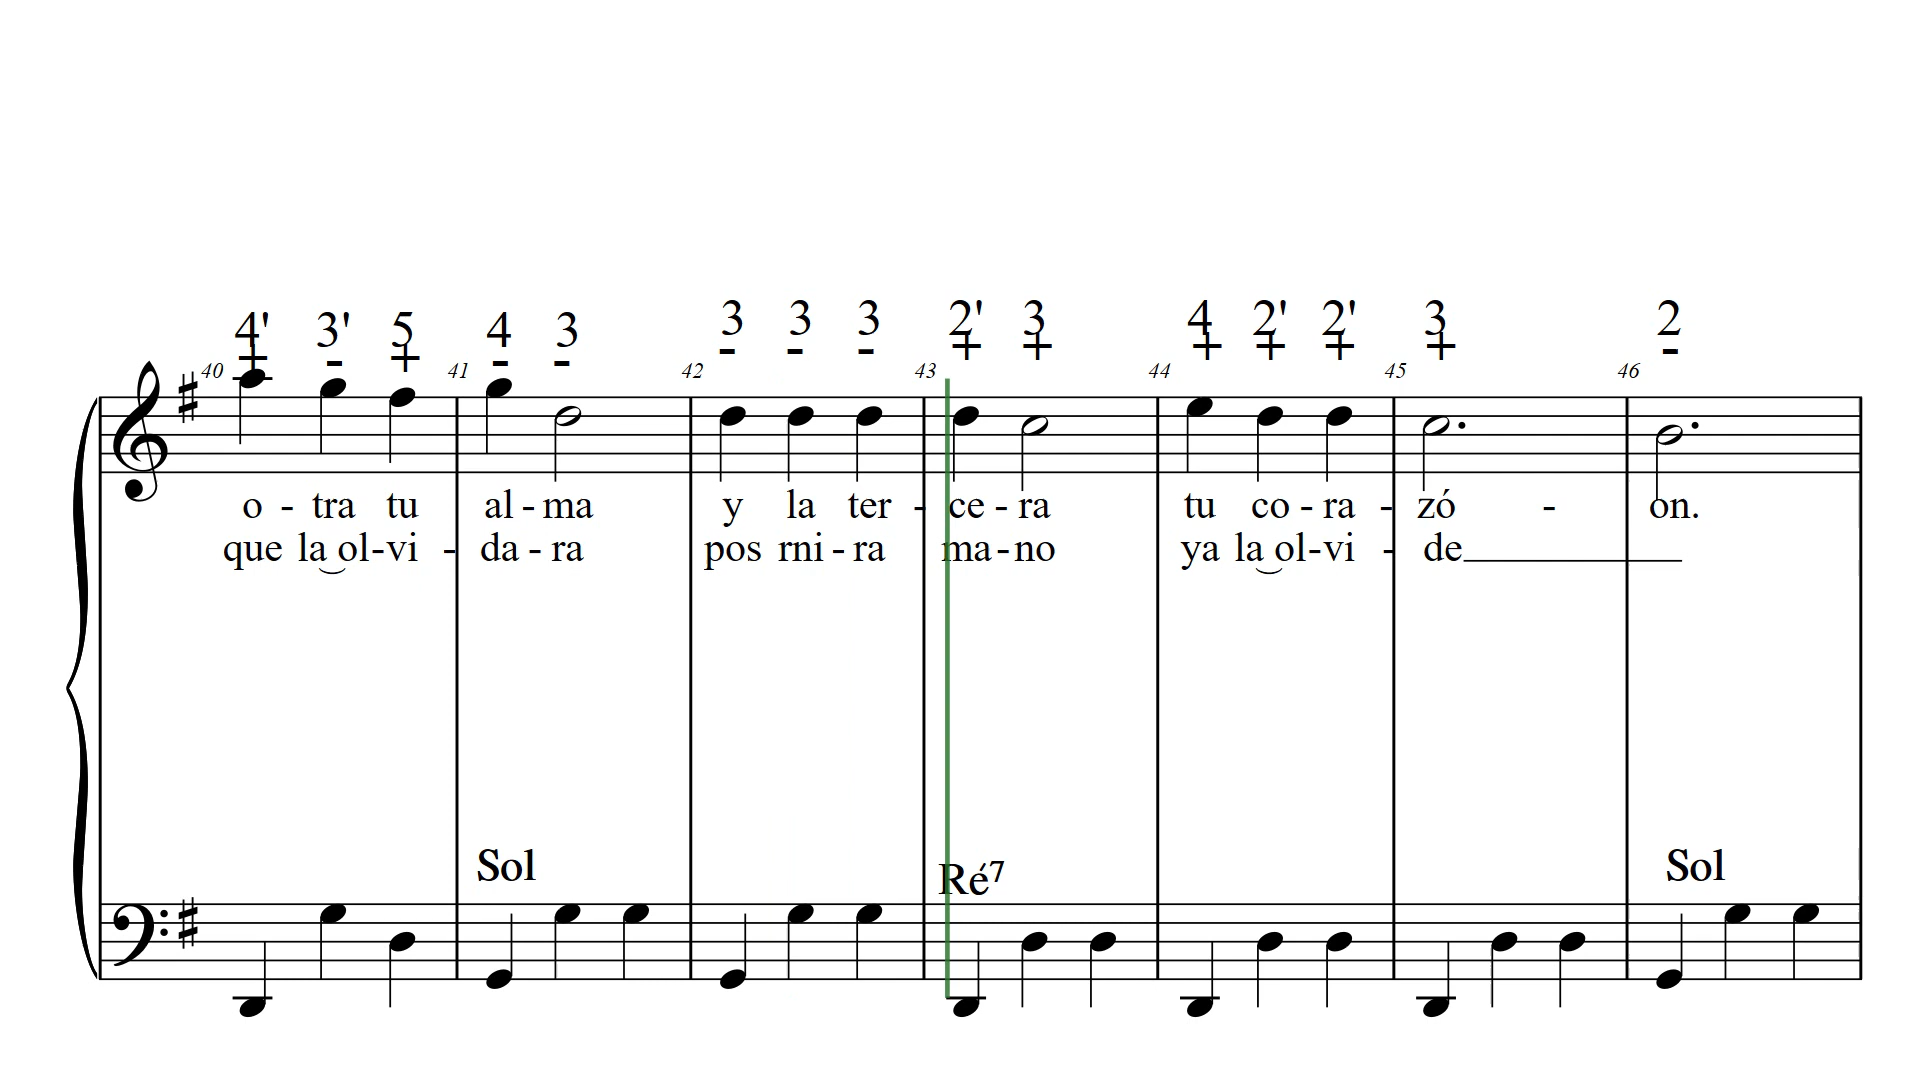 4' 3' 5 4 3 3 3 3 2' 3 4 2' 2' 3 2
+ - + - - - - - + + + + + + -
40 41 42 43 44 45 46
o - tra tu al - ma y la ter - ce - ra tu co - ra - zó - on.
que la‿ol-vi - da - ra pos rni - ra ma-no ya la‿ol-vi - de________
Sol Ré⁷ Sol